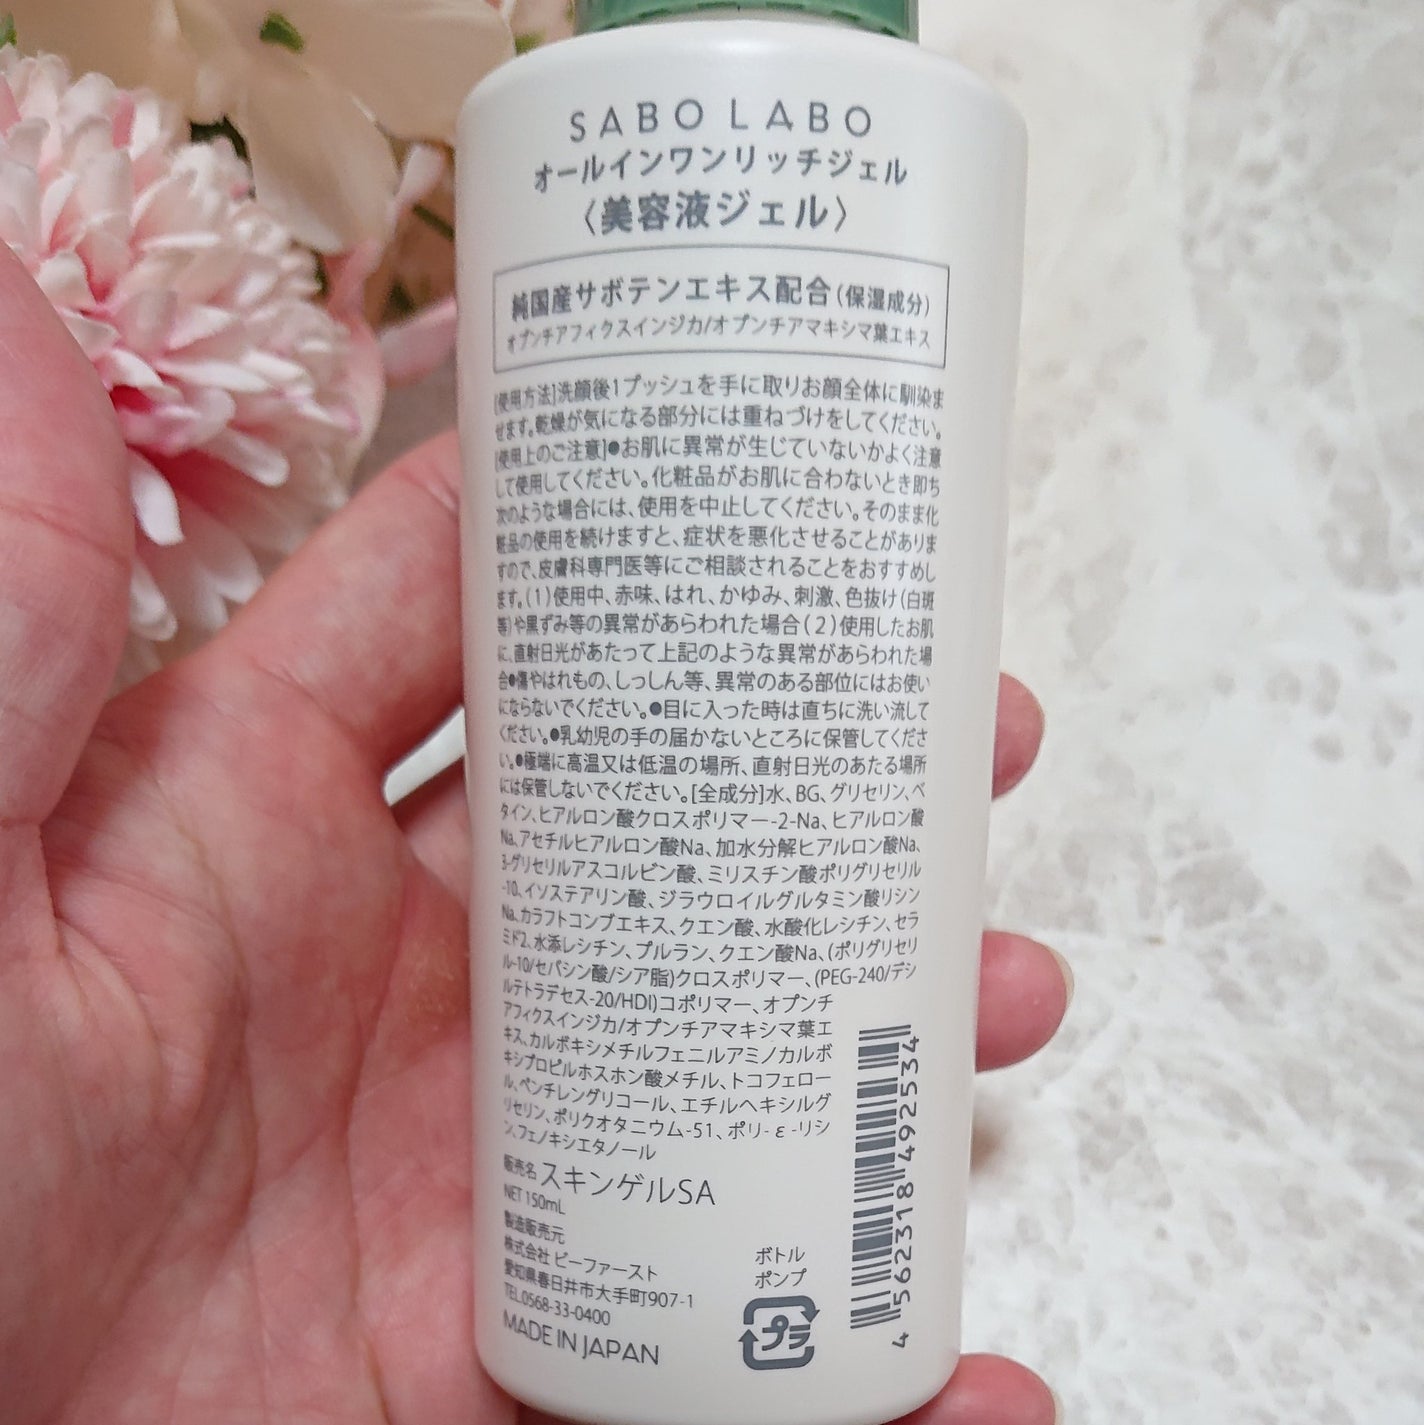 SABO LABO
オールインワンリッチジェル
〈美容液ジェル〉
純国産サボテンエキス配合(保湿成分)
オプンチアフィクスインジカ/オプンチアマキシマ葉エキス
[使用方法]洗顔後1プッシュを手に取りお顔全体に馴染ま
せます。乾燥が気になる部分には重ねづけをしてください。
[使用上のご注意]●お肌に異常が生じていないかよく注意
して使用してください。化粧品がお肌に合わないとき即ち
次のような場合には、使用を中止してください。そのまま化
粧品の使用を続けますと、症状を悪化させることがありま
すので、皮膚科専門医等にご相談されることをおすすめし
ます。(1)使用中、赤味、はれ、かゆみ、刺激、色抜け(白斑
等)や黒ずみ等の異常があらわれた場合(2)使用したお肌
に、直射日光があたって上記のような異常があらわれた場
合●傷やはれもの、しっしん等、異常のある部位にはお使い
にならないでください。●目に入った時は直ちに洗い流して
ください。●乳幼児の手の届かないところに保管してくださ
い。●極端に高温又は低温の場所、直射日光のあたる場所
には保管しないでください。[全成分]水、BG、グリセリン、ベ
タイン、ヒアルロン酸クロスポリマー-2-Na、ヒアルロン酸
Na、アセチルヒアルロン酸Na、加水分解ヒアルロン酸Na、
3-グリセリルアスコルビン酸、ミリスチン酸ポリグリセリル
-10、イソステアリン酸、ジラウロイルグルタミン酸リシン
Na、カラフトコンブエキス、クエン酸、水酸化レシチン、セラ
ミド2、水添レシチン、プルラン、クエン酸Na、(ポリグリセリ
ル-10/セバシン酸/シア脂)クロスポリマー、(PEG-240/デシ
ルテトラデセス-20/HDI)コポリマー、オプンチ
アフィクスインジカ/オプンチアマキシマ葉エ
キス、カルボキシメチルフェニルアミノカルボ
キシプロピルホスホン酸メチル、トコフェロー
ル、ペンチレングリコール、エチルヘキシルグ
リセリン、ポリクオタニウム-51、ポリ-ε-リシ
ン、フェノキシエタノール
販売名 スキンゲルSA
NET 150mL
製造販売元
株式会社 ビーファースト
愛知県春日井市大手町907-1
TEL.0568-33-0400
MADE IN JAPAN
ボトル
ポンプ
プラ
4 562318 492534